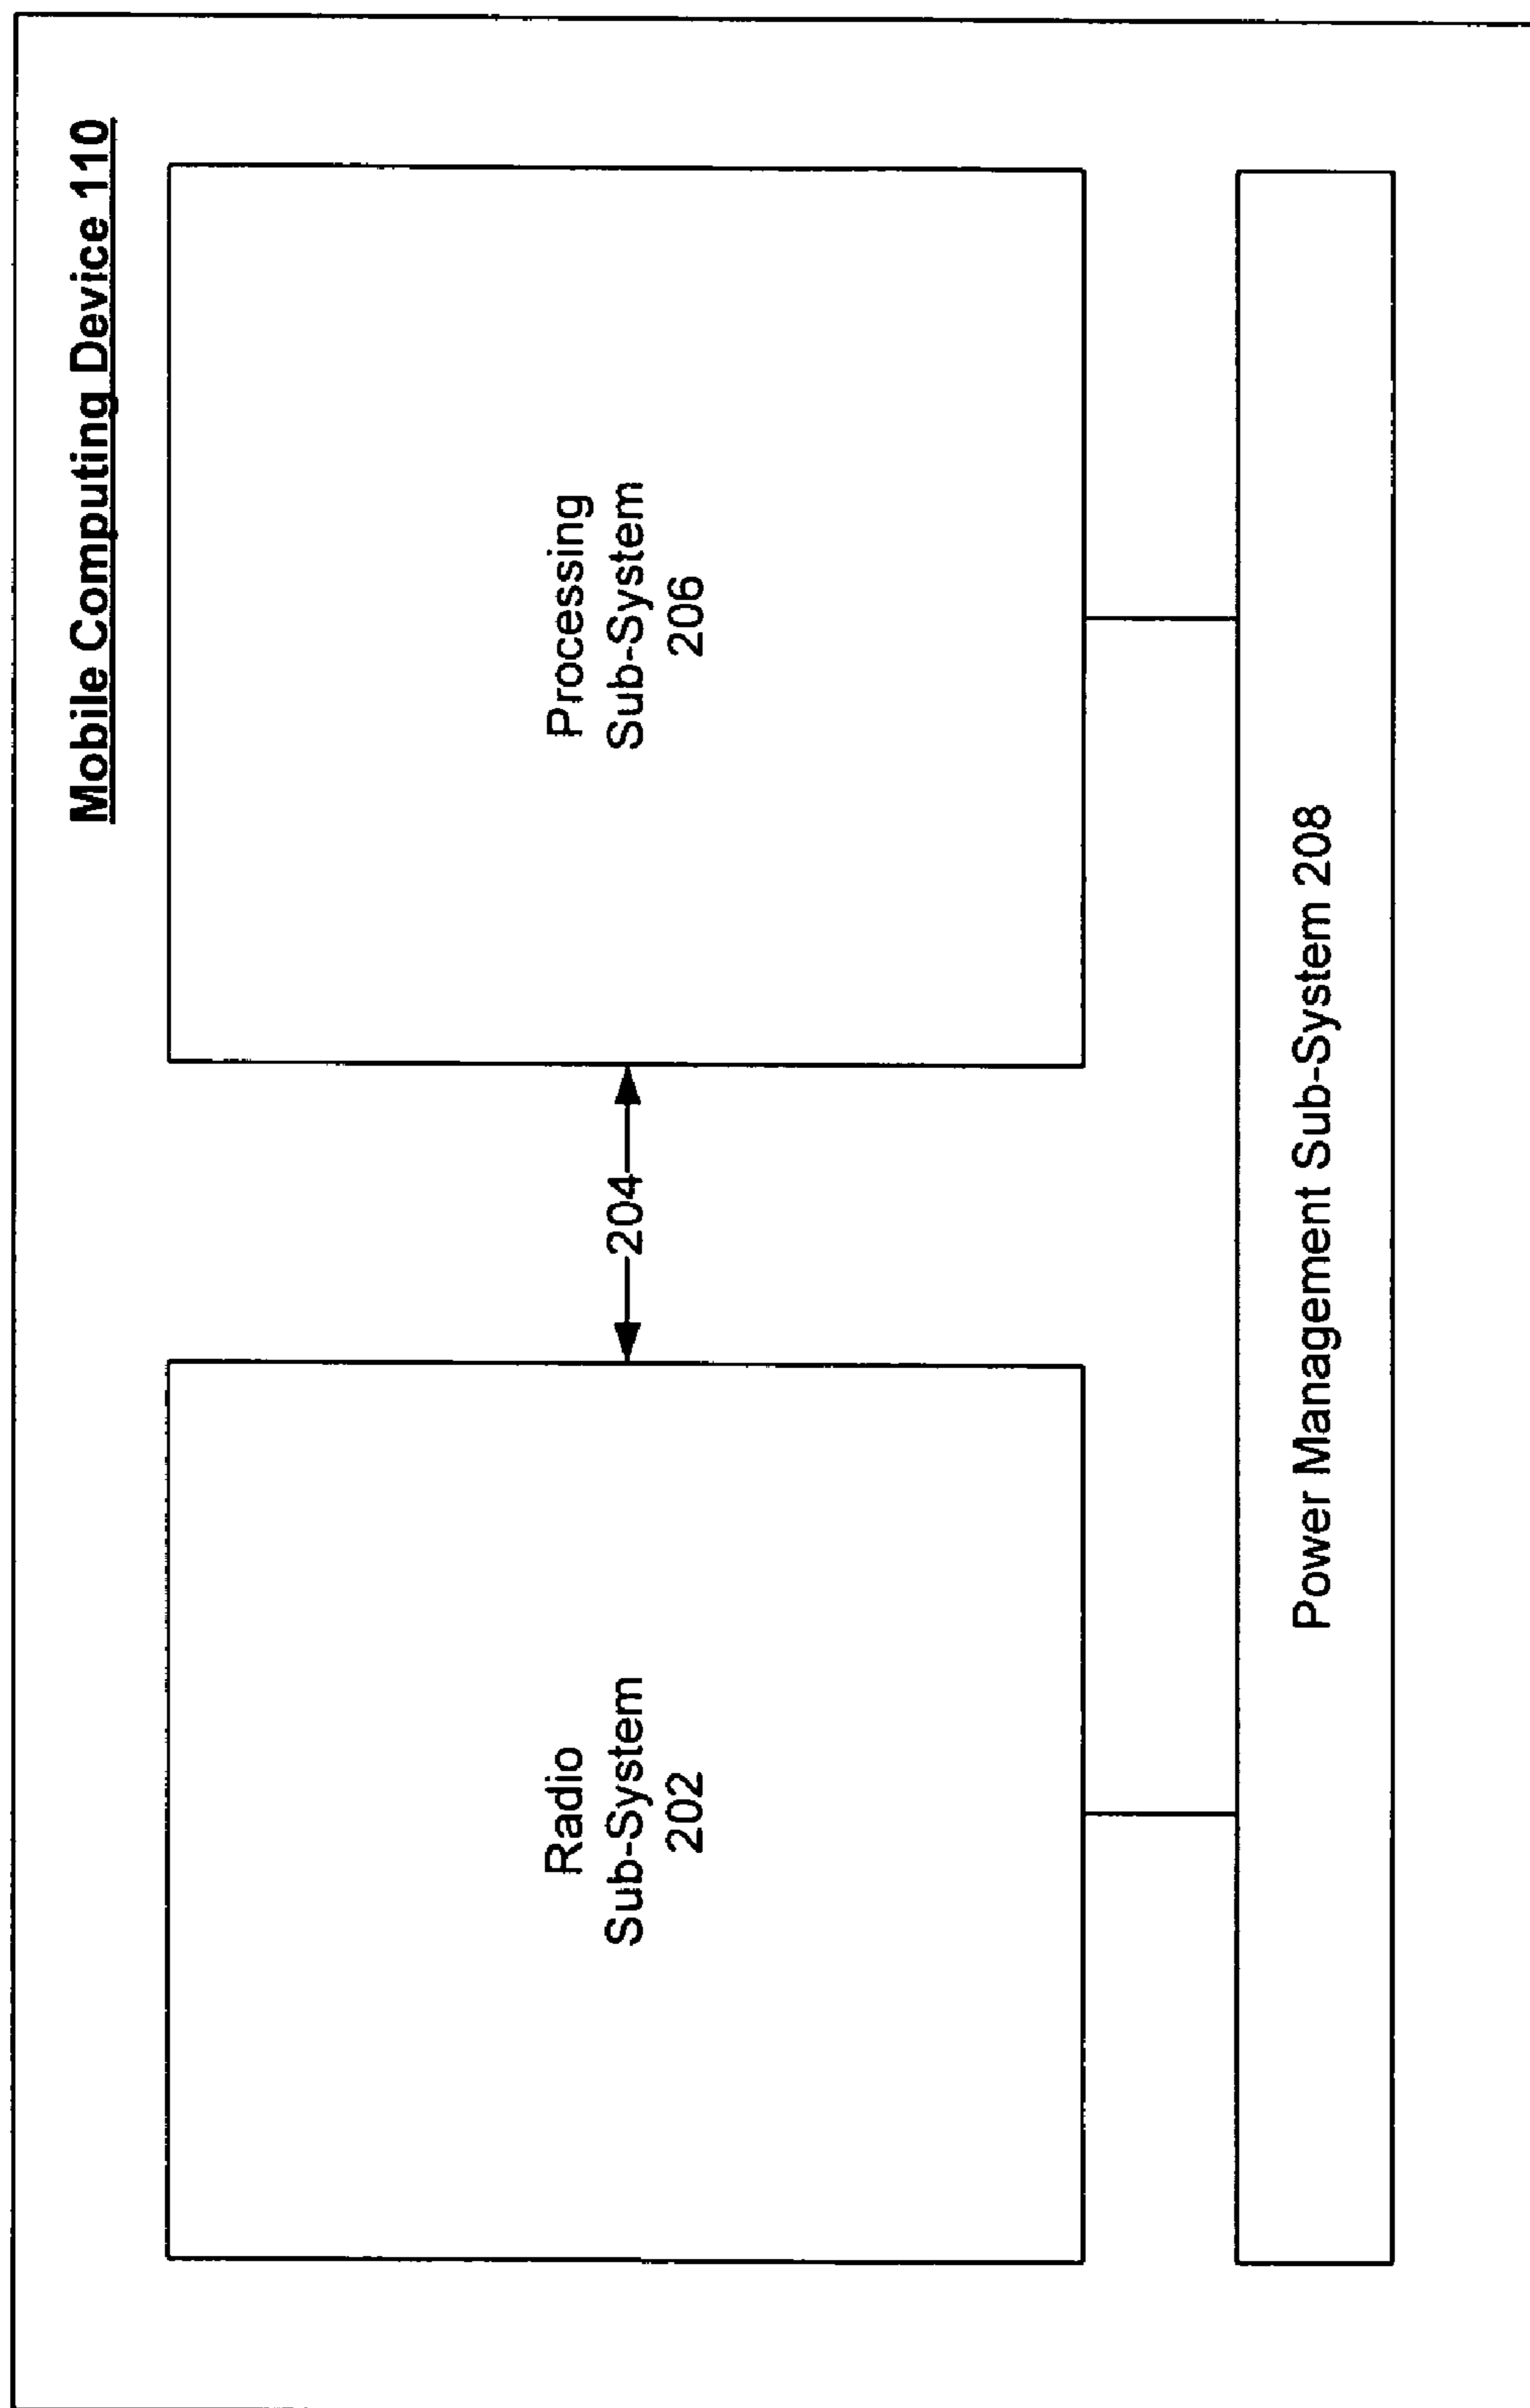 Mobile Computing Device 110
Radio
Sub-System
202
204
Processing
Sub-System
206
Power Management Sub-System 208